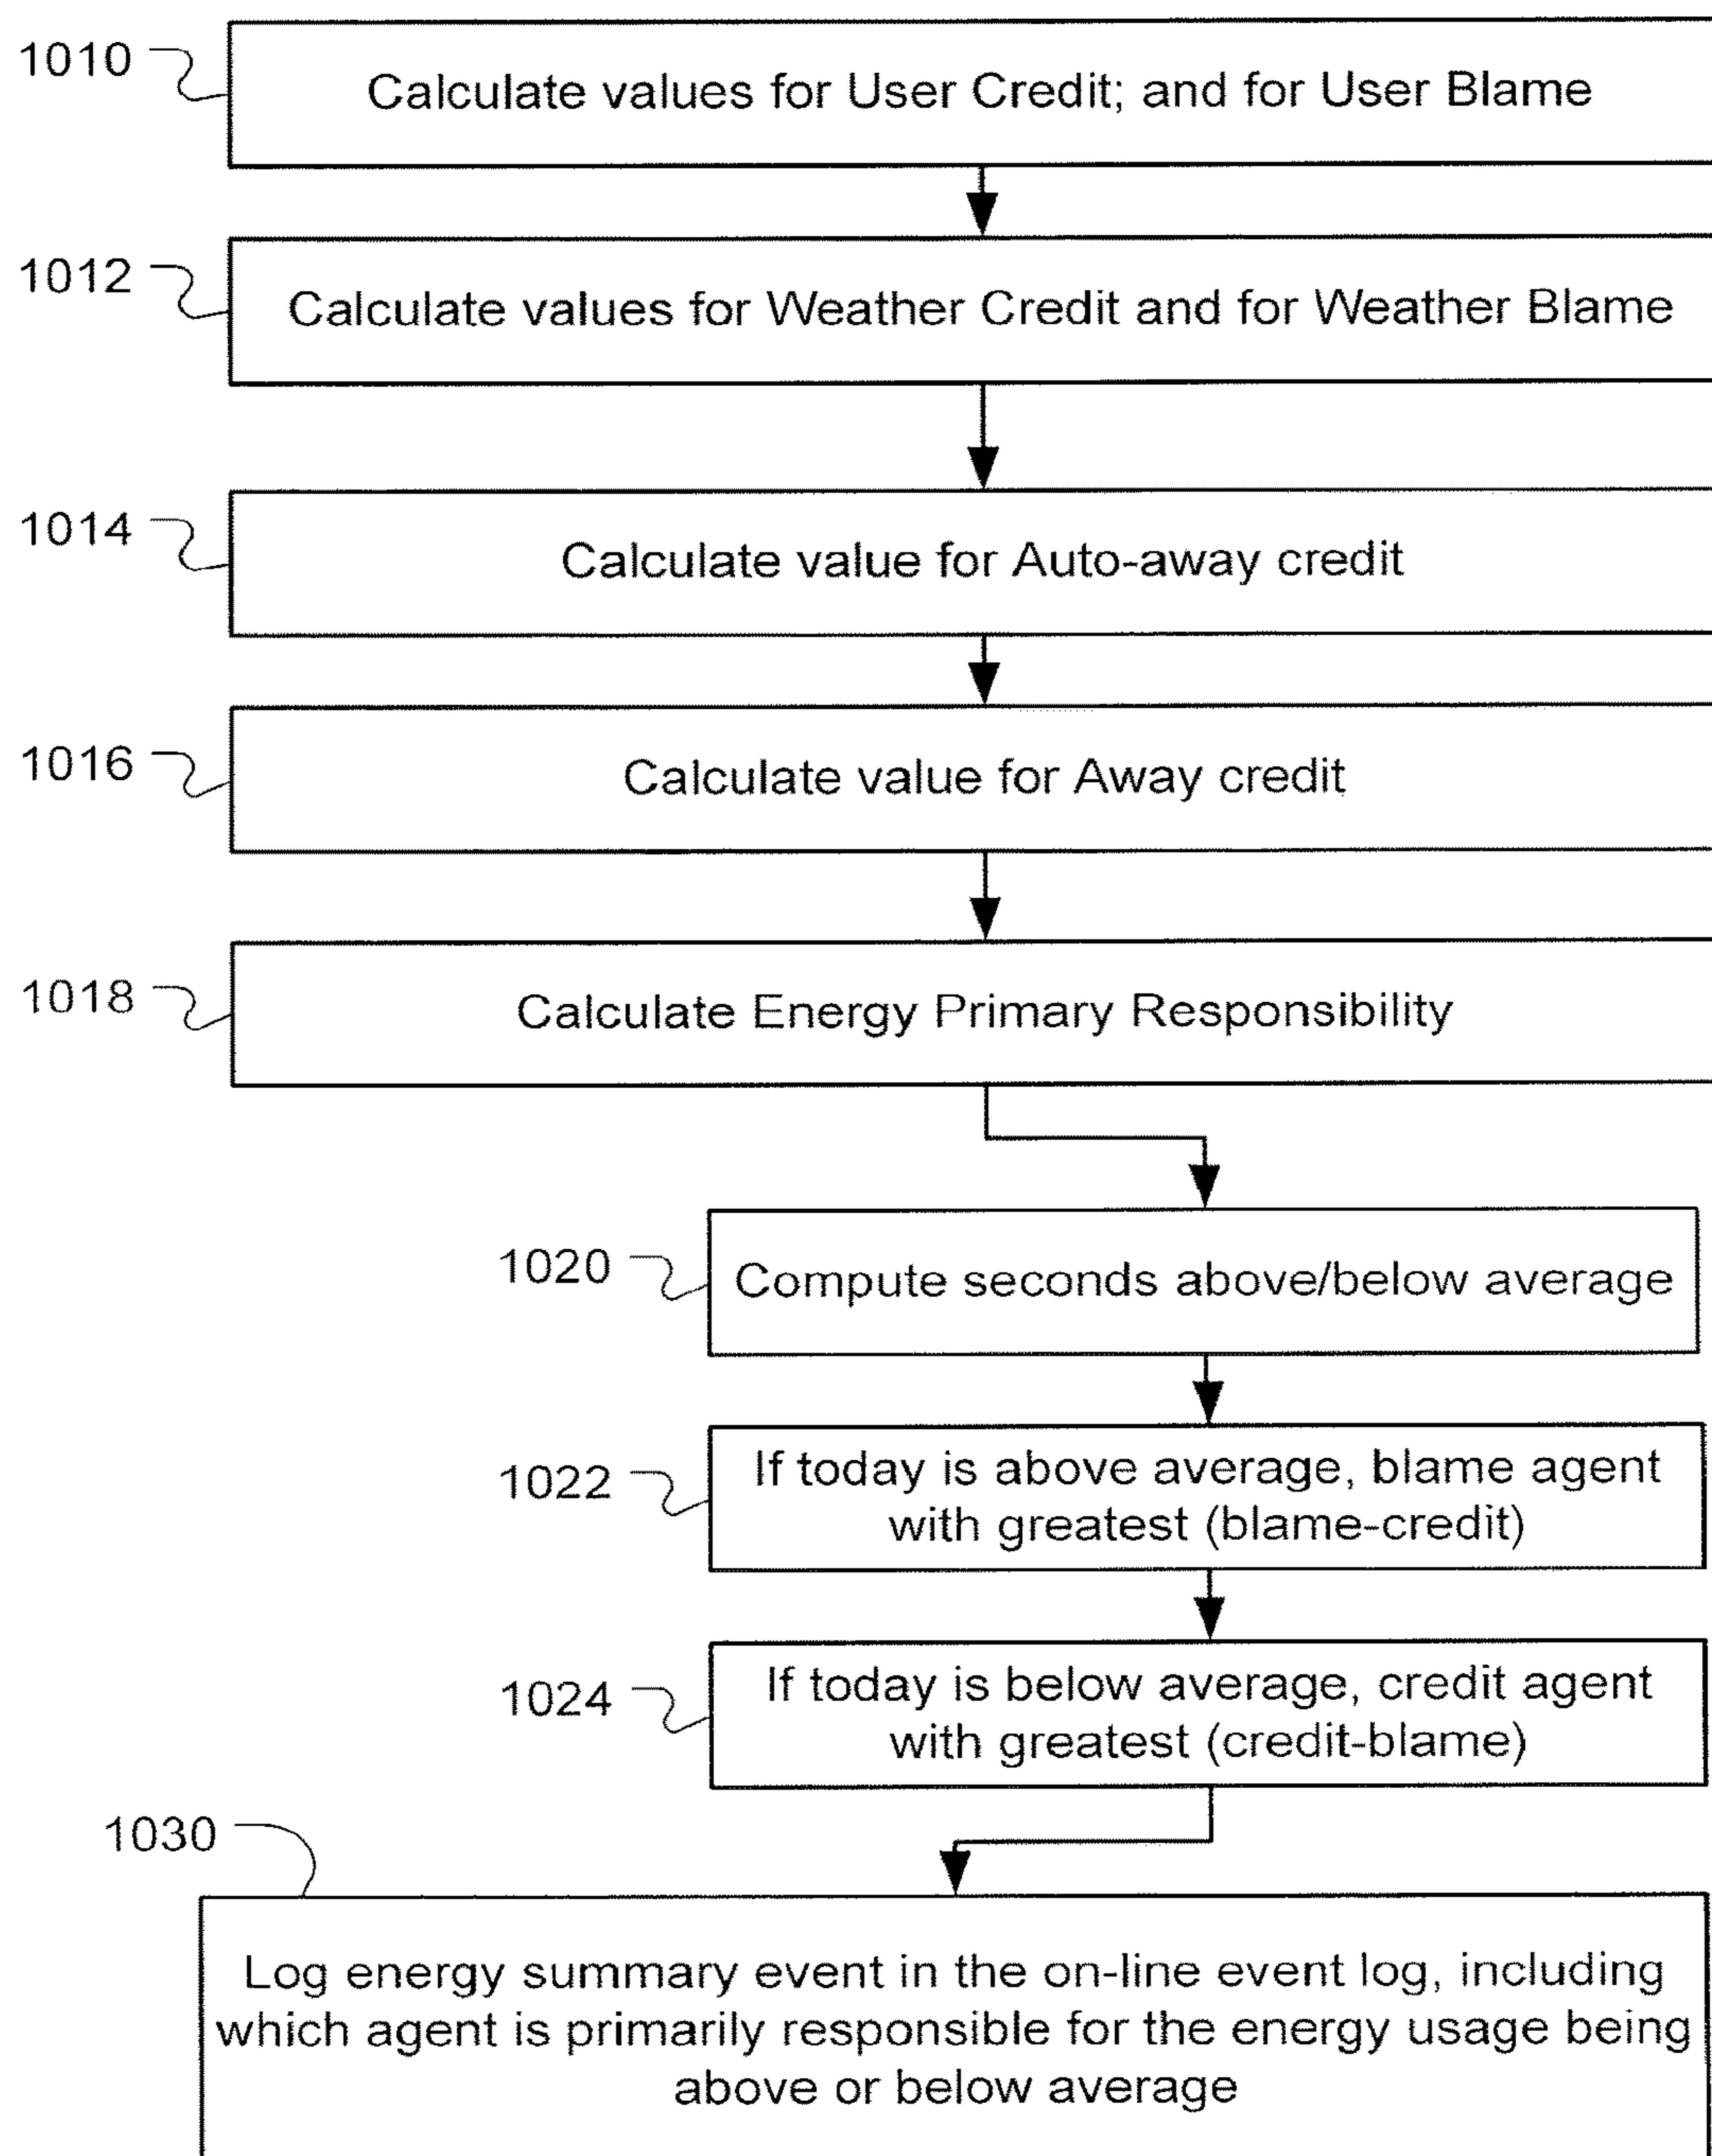 1010
Calculate values for User Credit; and for User Blame
1012
Calculate values for Weather Credit and for Weather Blame
1014
Calculate value for Auto-away credit
1016
Calculate value for Away credit
1018
Calculate Energy Primary Responsibility
1020
Compute seconds above/below average
1022
If today is above average, blame agent
with greatest (blame-credit)
1024
If today is below average, credit agent
with greatest (credit-blame)
1030
Log energy summary event in the on-line event log, including
which agent is primarily responsible for the energy usage being
above or below average